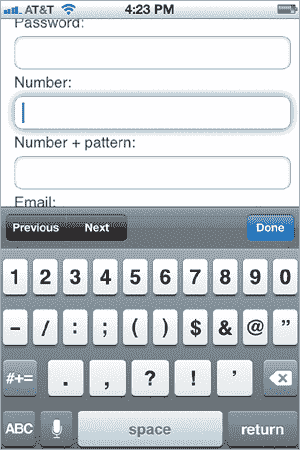 AT&T 4:23 PM
Password:
Number:
Number + pattern:
Email:
Previous Next Done
1 2 3 4 5 6 7 8 9 0
- / : ; ( ) $ & @ "
#+= . , ? ! '
ABC space return